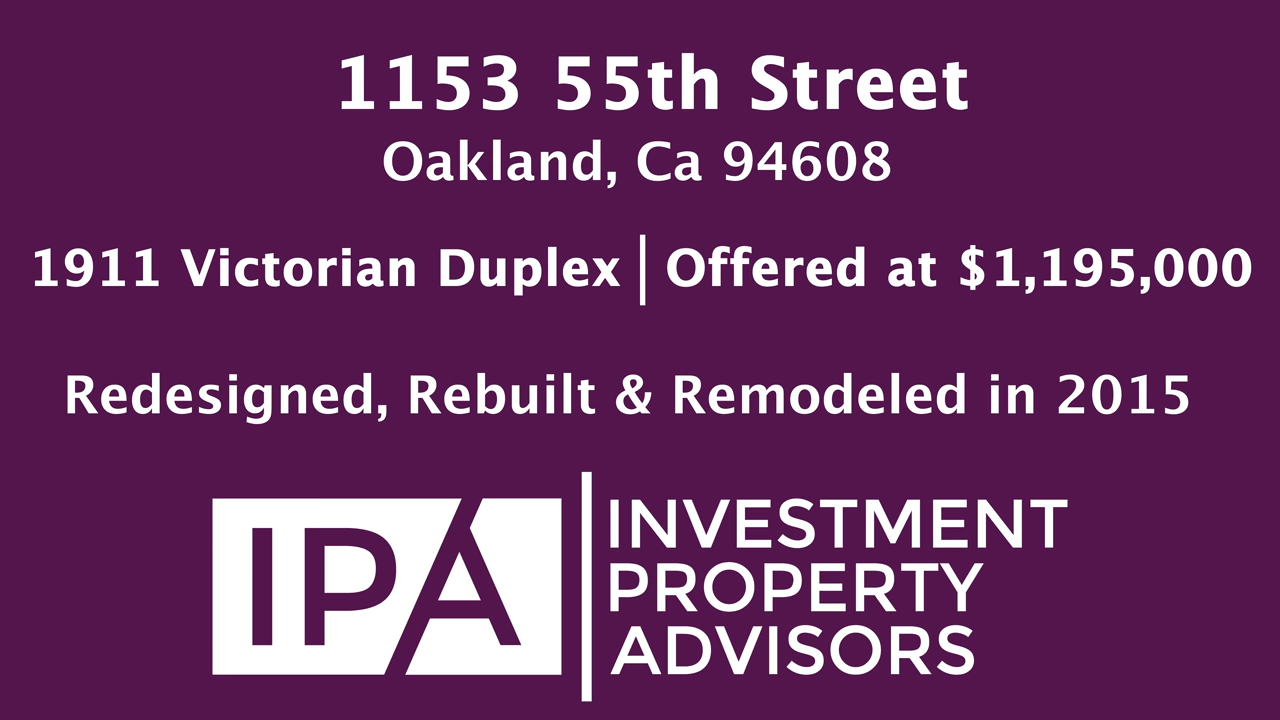 1153 55th Street
Oakland, Ca 94608
1911 Victorian Duplex | Offered at $1,195,000
Redesigned, Rebuilt & Remodeled in 2015
IPA
INVESTMENT
PROPERTY
ADVISORS